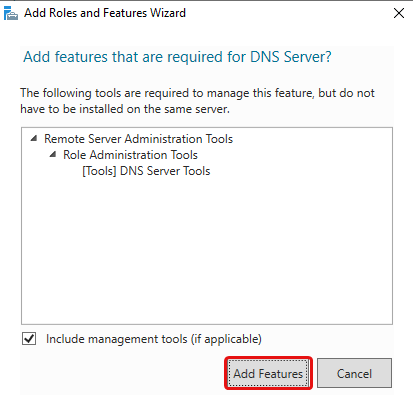 Add Roles and Features Wizard
Add features that are required for DNS Server?
The following tools are required to manage this feature, but do not
have to be installed on the same server.
Remote Server Administration Tools
Role Administration Tools
[Tools] DNS Server Tools
Include management tools (if applicable)
Add Features
Cancel